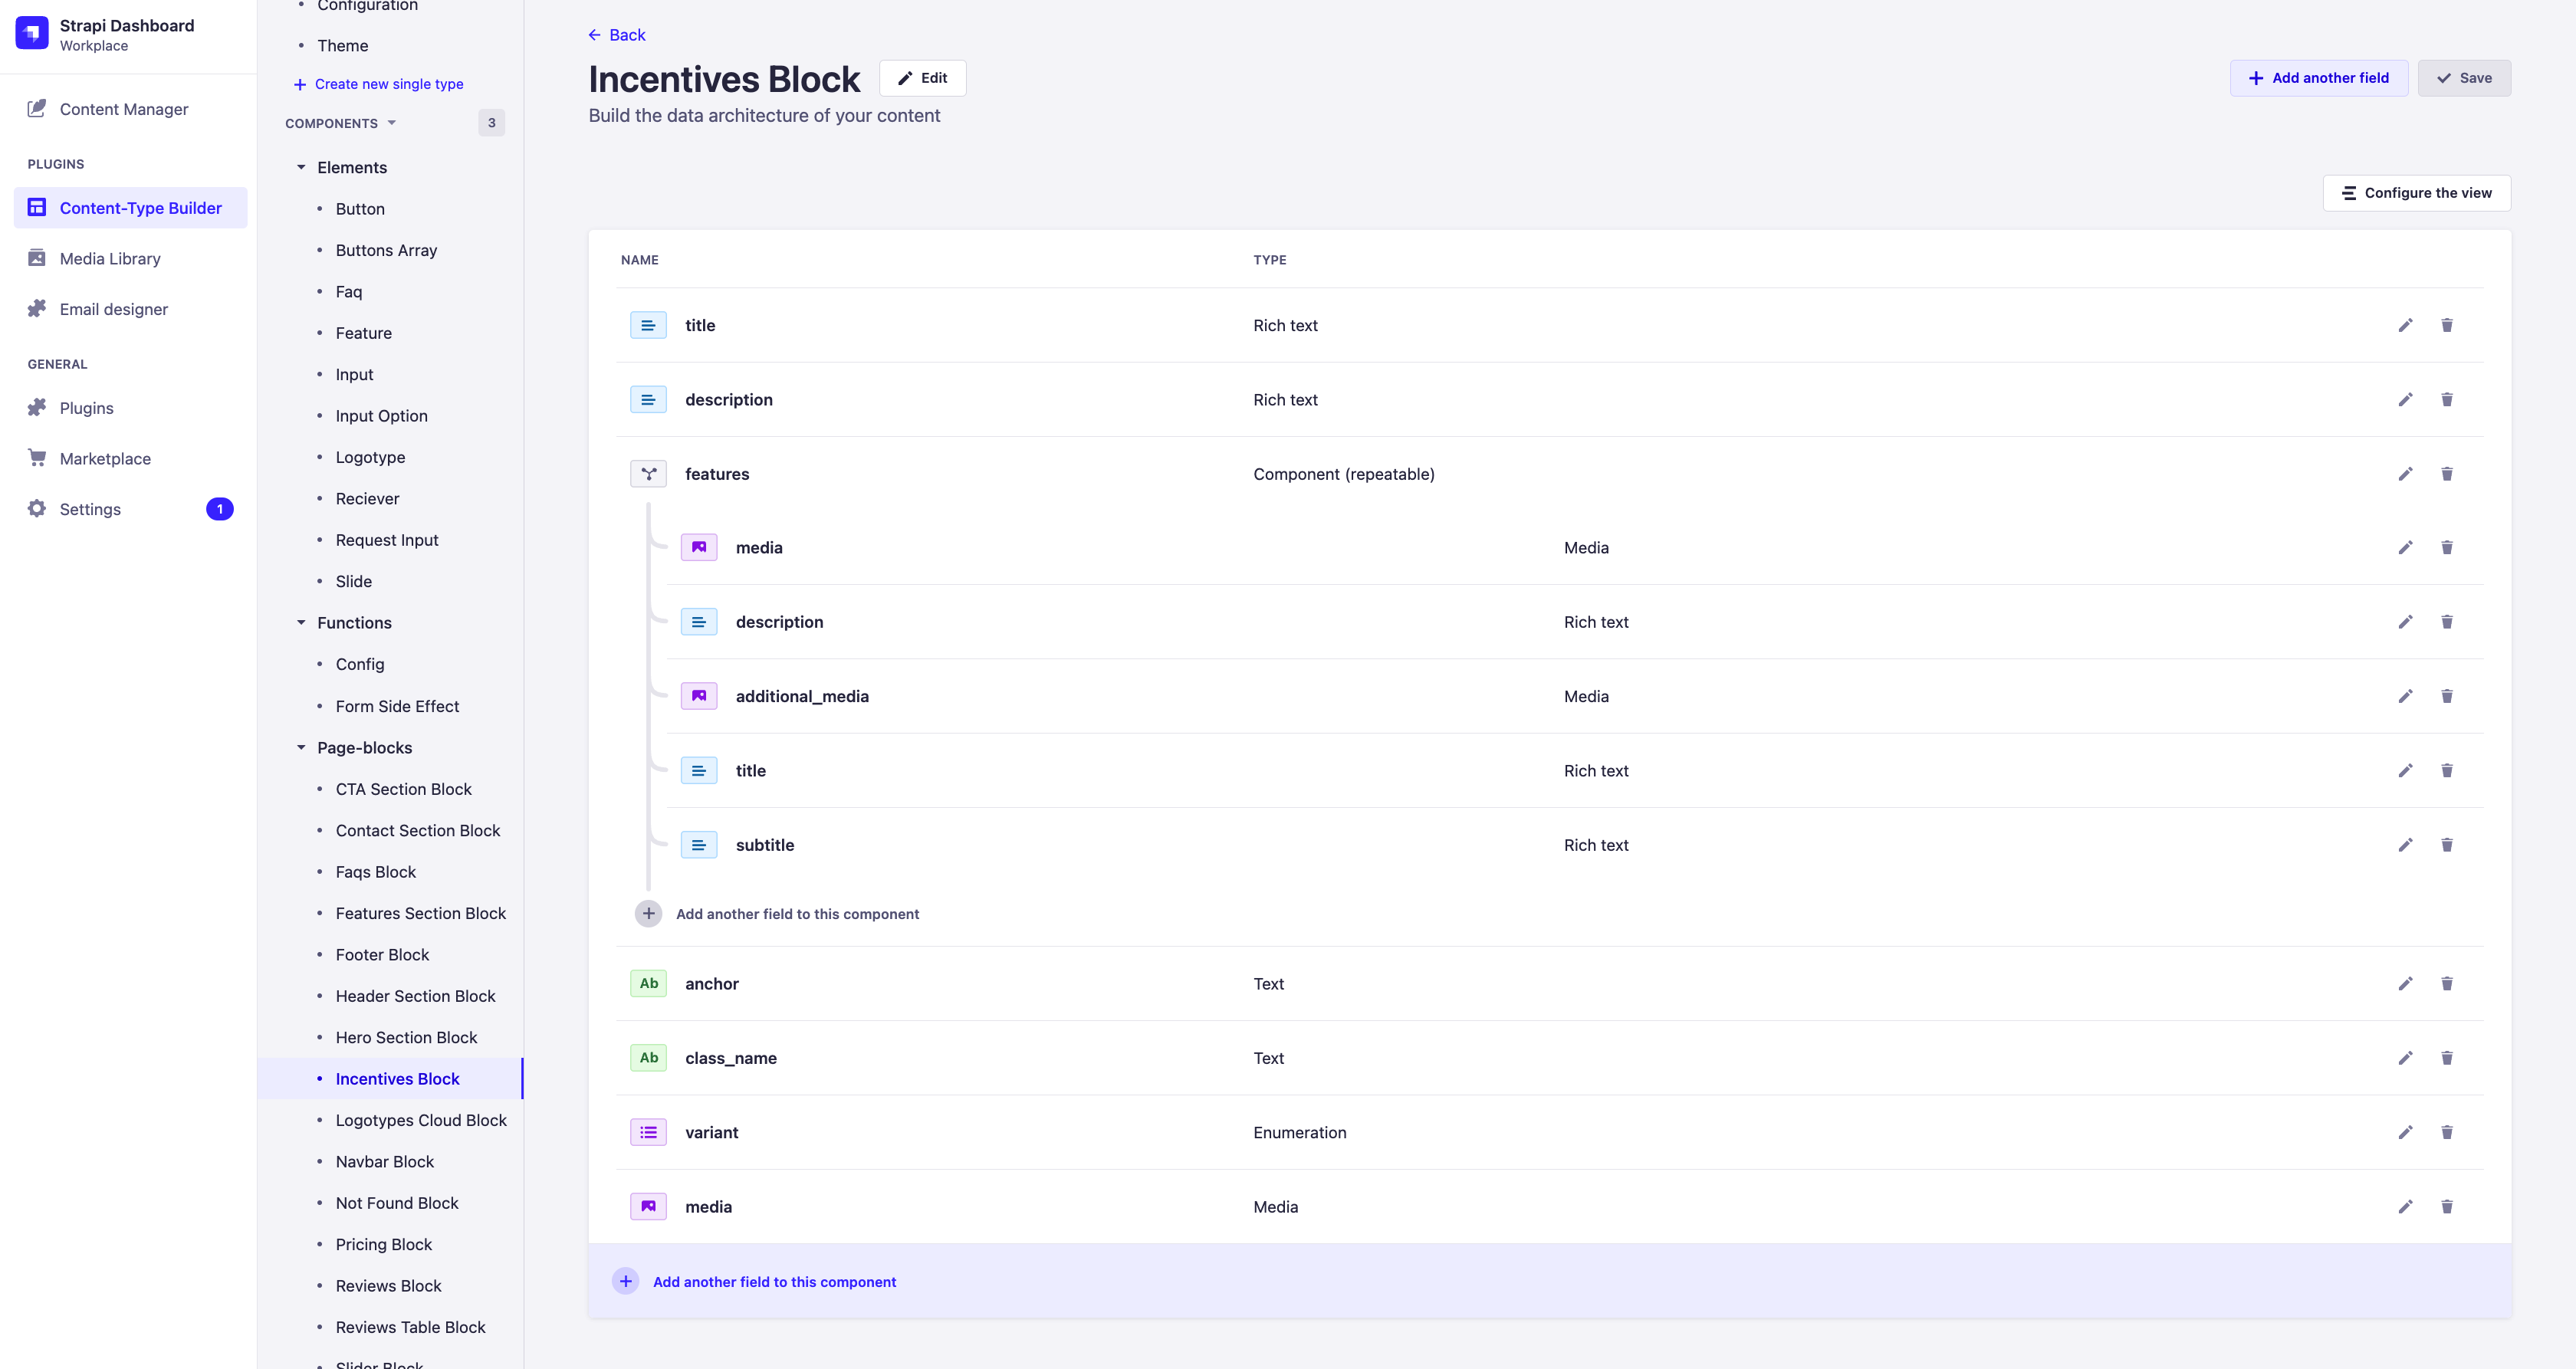 Strapi Dashboard
Workplace
Content Manager
PLUGINS
Content-Type Builder
Media Library
Email designer
GENERAL
Plugins
Marketplace
Settings
1
Configuration
Theme
Create new single type
COMPONENTS
3
Elements
Button
Buttons Array
Faq
Feature
Input
Input Option
Logotype
Reciever
Request Input
Slide
Functions
Config
Form Side Effect
Page-blocks
CTA Section Block
Contact Section Block
Faqs Block
Features Section Block
Footer Block
Header Section Block
Hero Section Block
Incentives Block
Logotypes Cloud Block
Navbar Block
Not Found Block
Pricing Block
Reviews Block
Reviews Table Block
Slider Block
Back
Incentives Block
Edit
Build the data architecture of your content
Add another field
Save
Configure the view
NAME TYPE
title Rich text
description Rich text
features Component (repeatable)
media Media
description Rich text
additional_media Media
title Rich text
subtitle Rich text
Add another field to this component
Ab anchor Text
Ab class_name Text
variant Enumeration
media Media
Add another field to this component